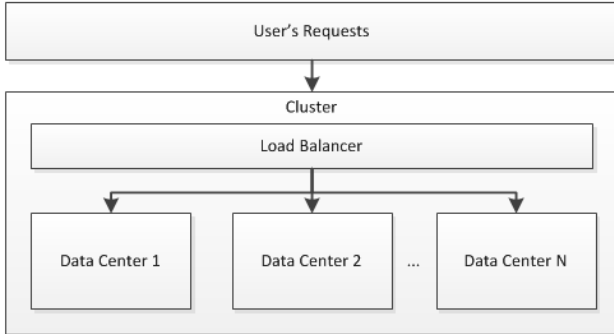 User's Requests
Cluster
Load Balancer
Data Center 1
Data Center 2
...
Data Center N